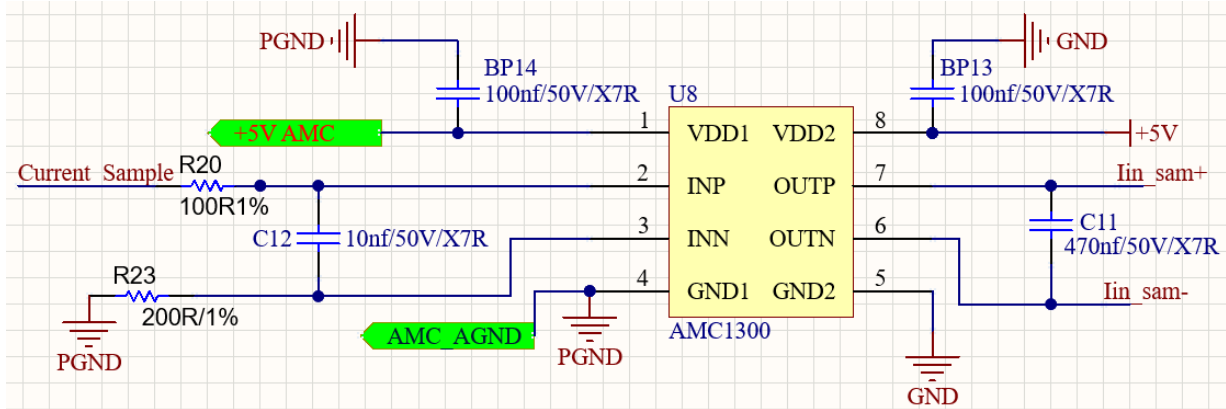 PGND
GND
BP14
100nf/50V/X7R
BP13
100nf/50V/X7R
U8
+5V AMC
1
VDD1
VDD2
8
+5V
Current_Sample
R20
100R1%
2
INP
OUTP
7
Iin_sam+
C12
10nf/50V/X7R
3
INN
OUTN
6
C11
470nf/50V/X7R
R23
200R/1%
4
GND1
GND2
5
Iin_sam-
PGND
AMC_AGND
PGND
AMC1300
GND